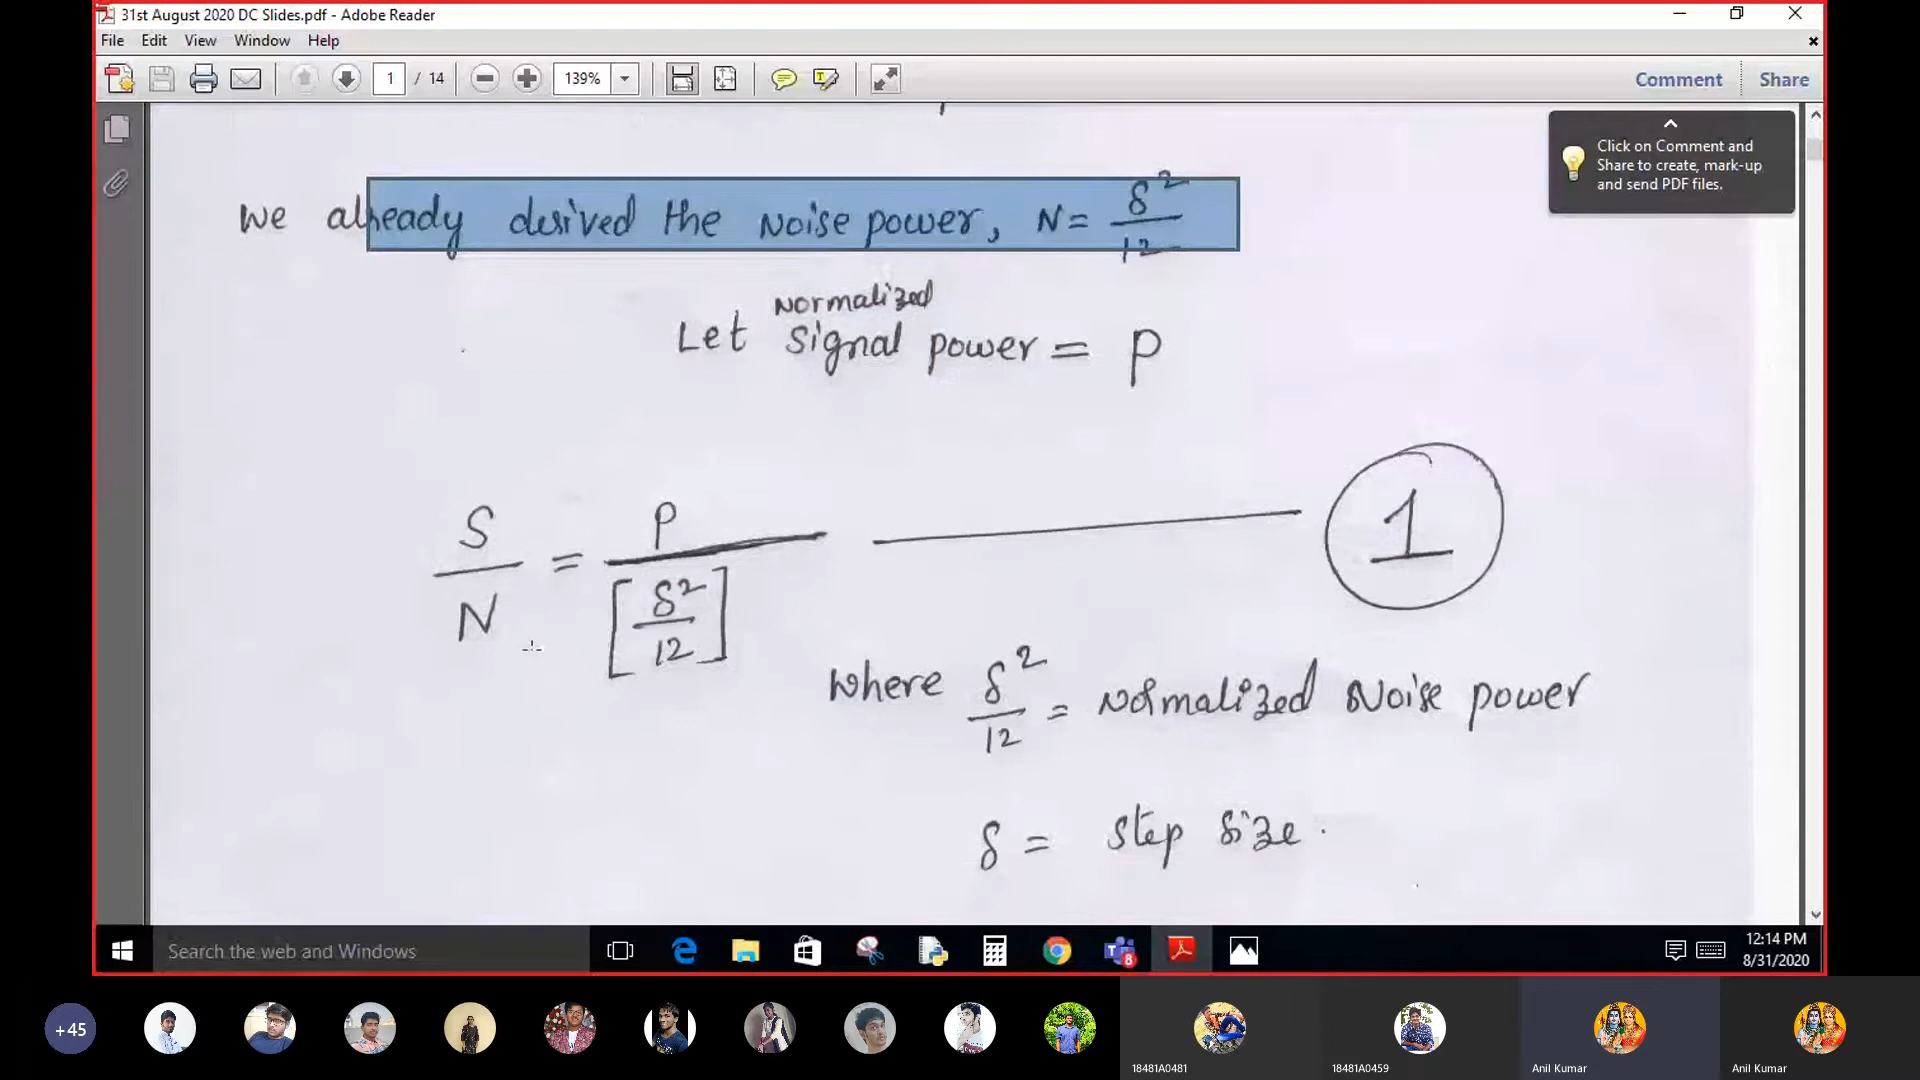 31st August 2020 DC Slides.pdf - Adobe Reader
File Edit View Window Help
1 / 14 139% Comment Share
Click on Comment and
Share to create, mark-up
and send PDF files.
We already derived the Noise power, N = δ²/12
Normalized
Let signal power = P
S/N = P/[δ²/12] 1
Where δ²/12 = Normalized Noise power
δ = step size.
Search the web and Windows
8
12:14 PM
8/31/2020
+45
18481A0481 18481A0459 Anil Kumar Anil Kumar